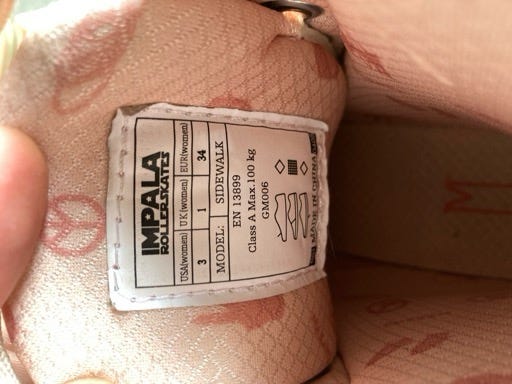 IMPALA
ROLLERSKATES
USA(women) UK(women) EUR(women)
3 1 34
MODEL: SIDEWALK
EN 13899
Class A Max.100 kg
GM006
MADE IN CHINA
M